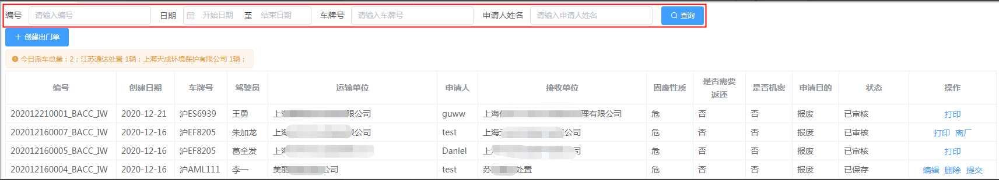 编号 请输入编号 日期 开始日期 至 结束日期 车牌号 请输入车牌号 申请人姓名 请输入申请人姓名 查询
+ 创建出门单
今日派车总量：2；江苏通达处置 1辆；上海天成环境保护有限公司 1辆；
编号 创建日期 车牌号 驾驶员 运输单位 申请人 接收单位 固废性质 是否需要返还 是否机密 申请目的 状态 操作
202012210001_BACC_IW 2020-12-21 沪ES6939 王勇 上海 限公司 guww 上海 理有限公司 危 否 否 报废 已审核 打印
202012160007_BACC_IW 2020-12-16 沪EF8205 朱加龙 上海 限公司 test 上海 公司 危 否 否 报废 已审核 打印 离厂
202012160005_BACC_IW 2020-12-16 沪EF8205 葛全发 上海 Daniel 上 司 危 否 否 报废 已审核 打印
202012160004_BACC_IW 2020-12-16 沪AML111 李一 美丽 公司 test 苏 处置 危 否 否 报废 已保存 编辑 删除 提交